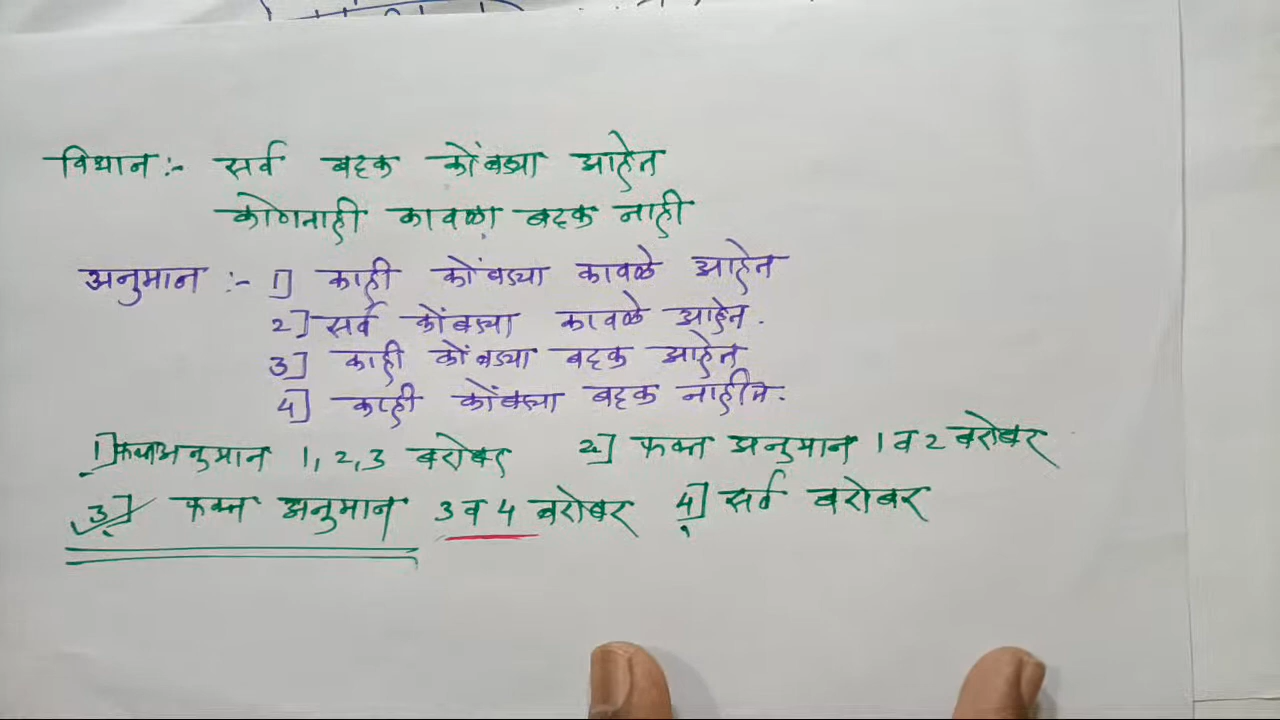 विधान :- सर्व बदक कोंबड्या आहेत
कोणताही कावळा बदक नाही
अनुमान :- 1] काही कोंबड्या कावळे आहेत
2] सर्व कोंबड्या कावळे आहेत.
3] काही कोंबड्या बदक आहेत
4] काही कोंबड्या बदक नाहीत.
1] फक्त अनुमान 1, 2, 3 बरोबर 2] फक्त अनुमान 1 व 2 बरोबर
3] फक्त अनुमान 3 व 4 बरोबर 4] सर्व बरोबर